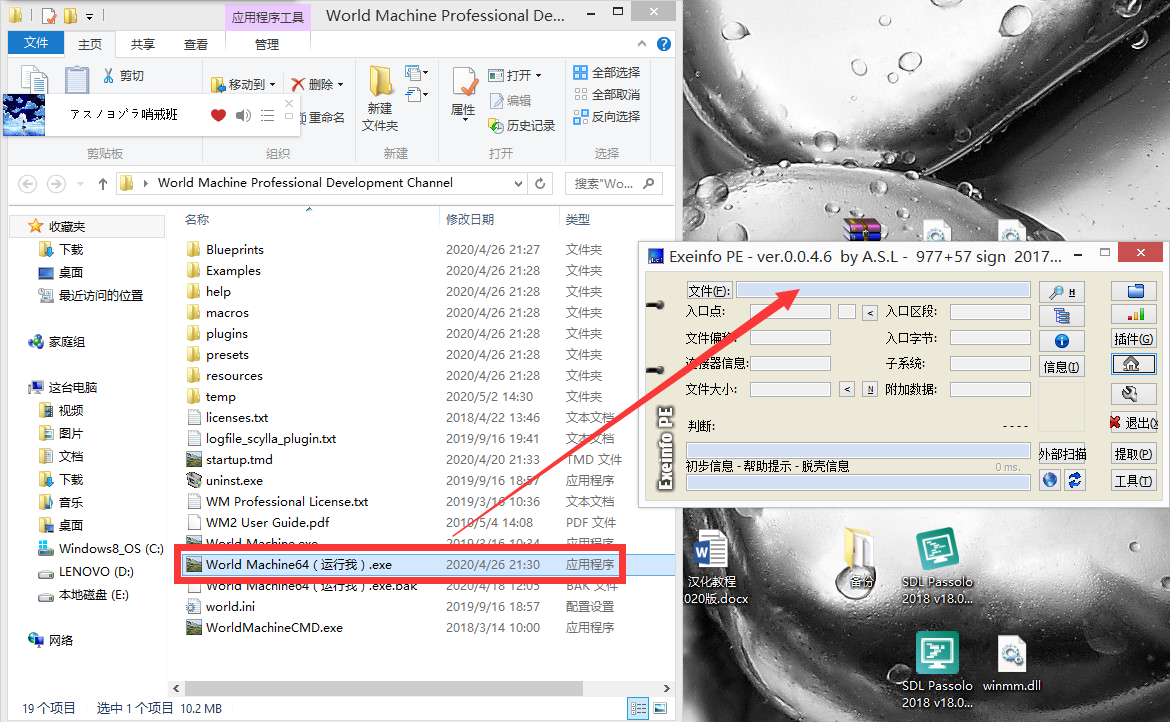 应用程序工具
World Machine Professional De...
文件
主页
共享
查看
管理
剪切
移动到
删除
新建
文件夹
属性
打开
编辑
历史记录
全部选择
全部取消
反向选择
アスノヨゾラ哨戒班
重命名
剪贴板
组织
新建
打开
选择
World Machine Professional Development Channel
搜索"Wo...
收藏夹
下载
桌面
最近访问的位置
家庭组
这台电脑
视频
图片
文档
下载
音乐
桌面
Windows8_OS (C:)
LENOVO (D:)
本地磁盘 (E:)
网络
名称 修改日期 类型
Blueprints 2020/4/26 21:27 文件夹
Examples 2020/4/26 21:28 文件夹
help 2020/4/26 21:28 文件夹
macros 2020/4/26 21:28 文件夹
plugins 2020/4/26 21:28 文件夹
presets 2020/4/26 21:28 文件夹
resources 2020/4/26 21:28 文件夹
temp 2020/5/2 14:30 文件夹
licenses.txt 2018/4/22 13:46 文本文档
logfile_scylla_plugin.txt 2019/9/16 19:41 文本文档
startup.tmd 2020/4/20 21:33 TMD 文件
uninst.exe 2019/9/16 18:57 应用程序
WM Professional License.txt 2019/3/16 10:36 文本文档
WM2 User Guide.pdf 2010/5/4 14:08 PDF 文件
World Machine.exe 2019/3/16 10:34 应用程序
World Machine64（运行我）.exe 2020/4/26 21:30 应用程序
World Machine64（运行我）.exe.bak 2020/4/18 12:05 BAK 文件
world.ini 2019/9/16 18:57 配置设置
WorldMachineCMD.exe 2018/3/14 10:00 应用程序
19 个项目 选中 1 个项目 10.2 MB
Exeinfo PE - ver.0.0.4.6 by A.S.L - 977+57 sign 2017...
文件(F):
H
入口点:
<
入口区段:
文件偏移:
入口字节:
插件(G)
连接器信息:
子系统:
信息(I)
文件大小:
<
N
附加数据:
判断:
----
退出(X)
外部扫描
提取(P)
初步信息 - 帮助提示 - 脱壳信息
0 ms.
工具(T)
Exeinfo PE
汉化教程
2020版.docx
备份
SDL Passolo
2018 v18.0...
SDL Passolo
2018 v18.0...
winmm.dll